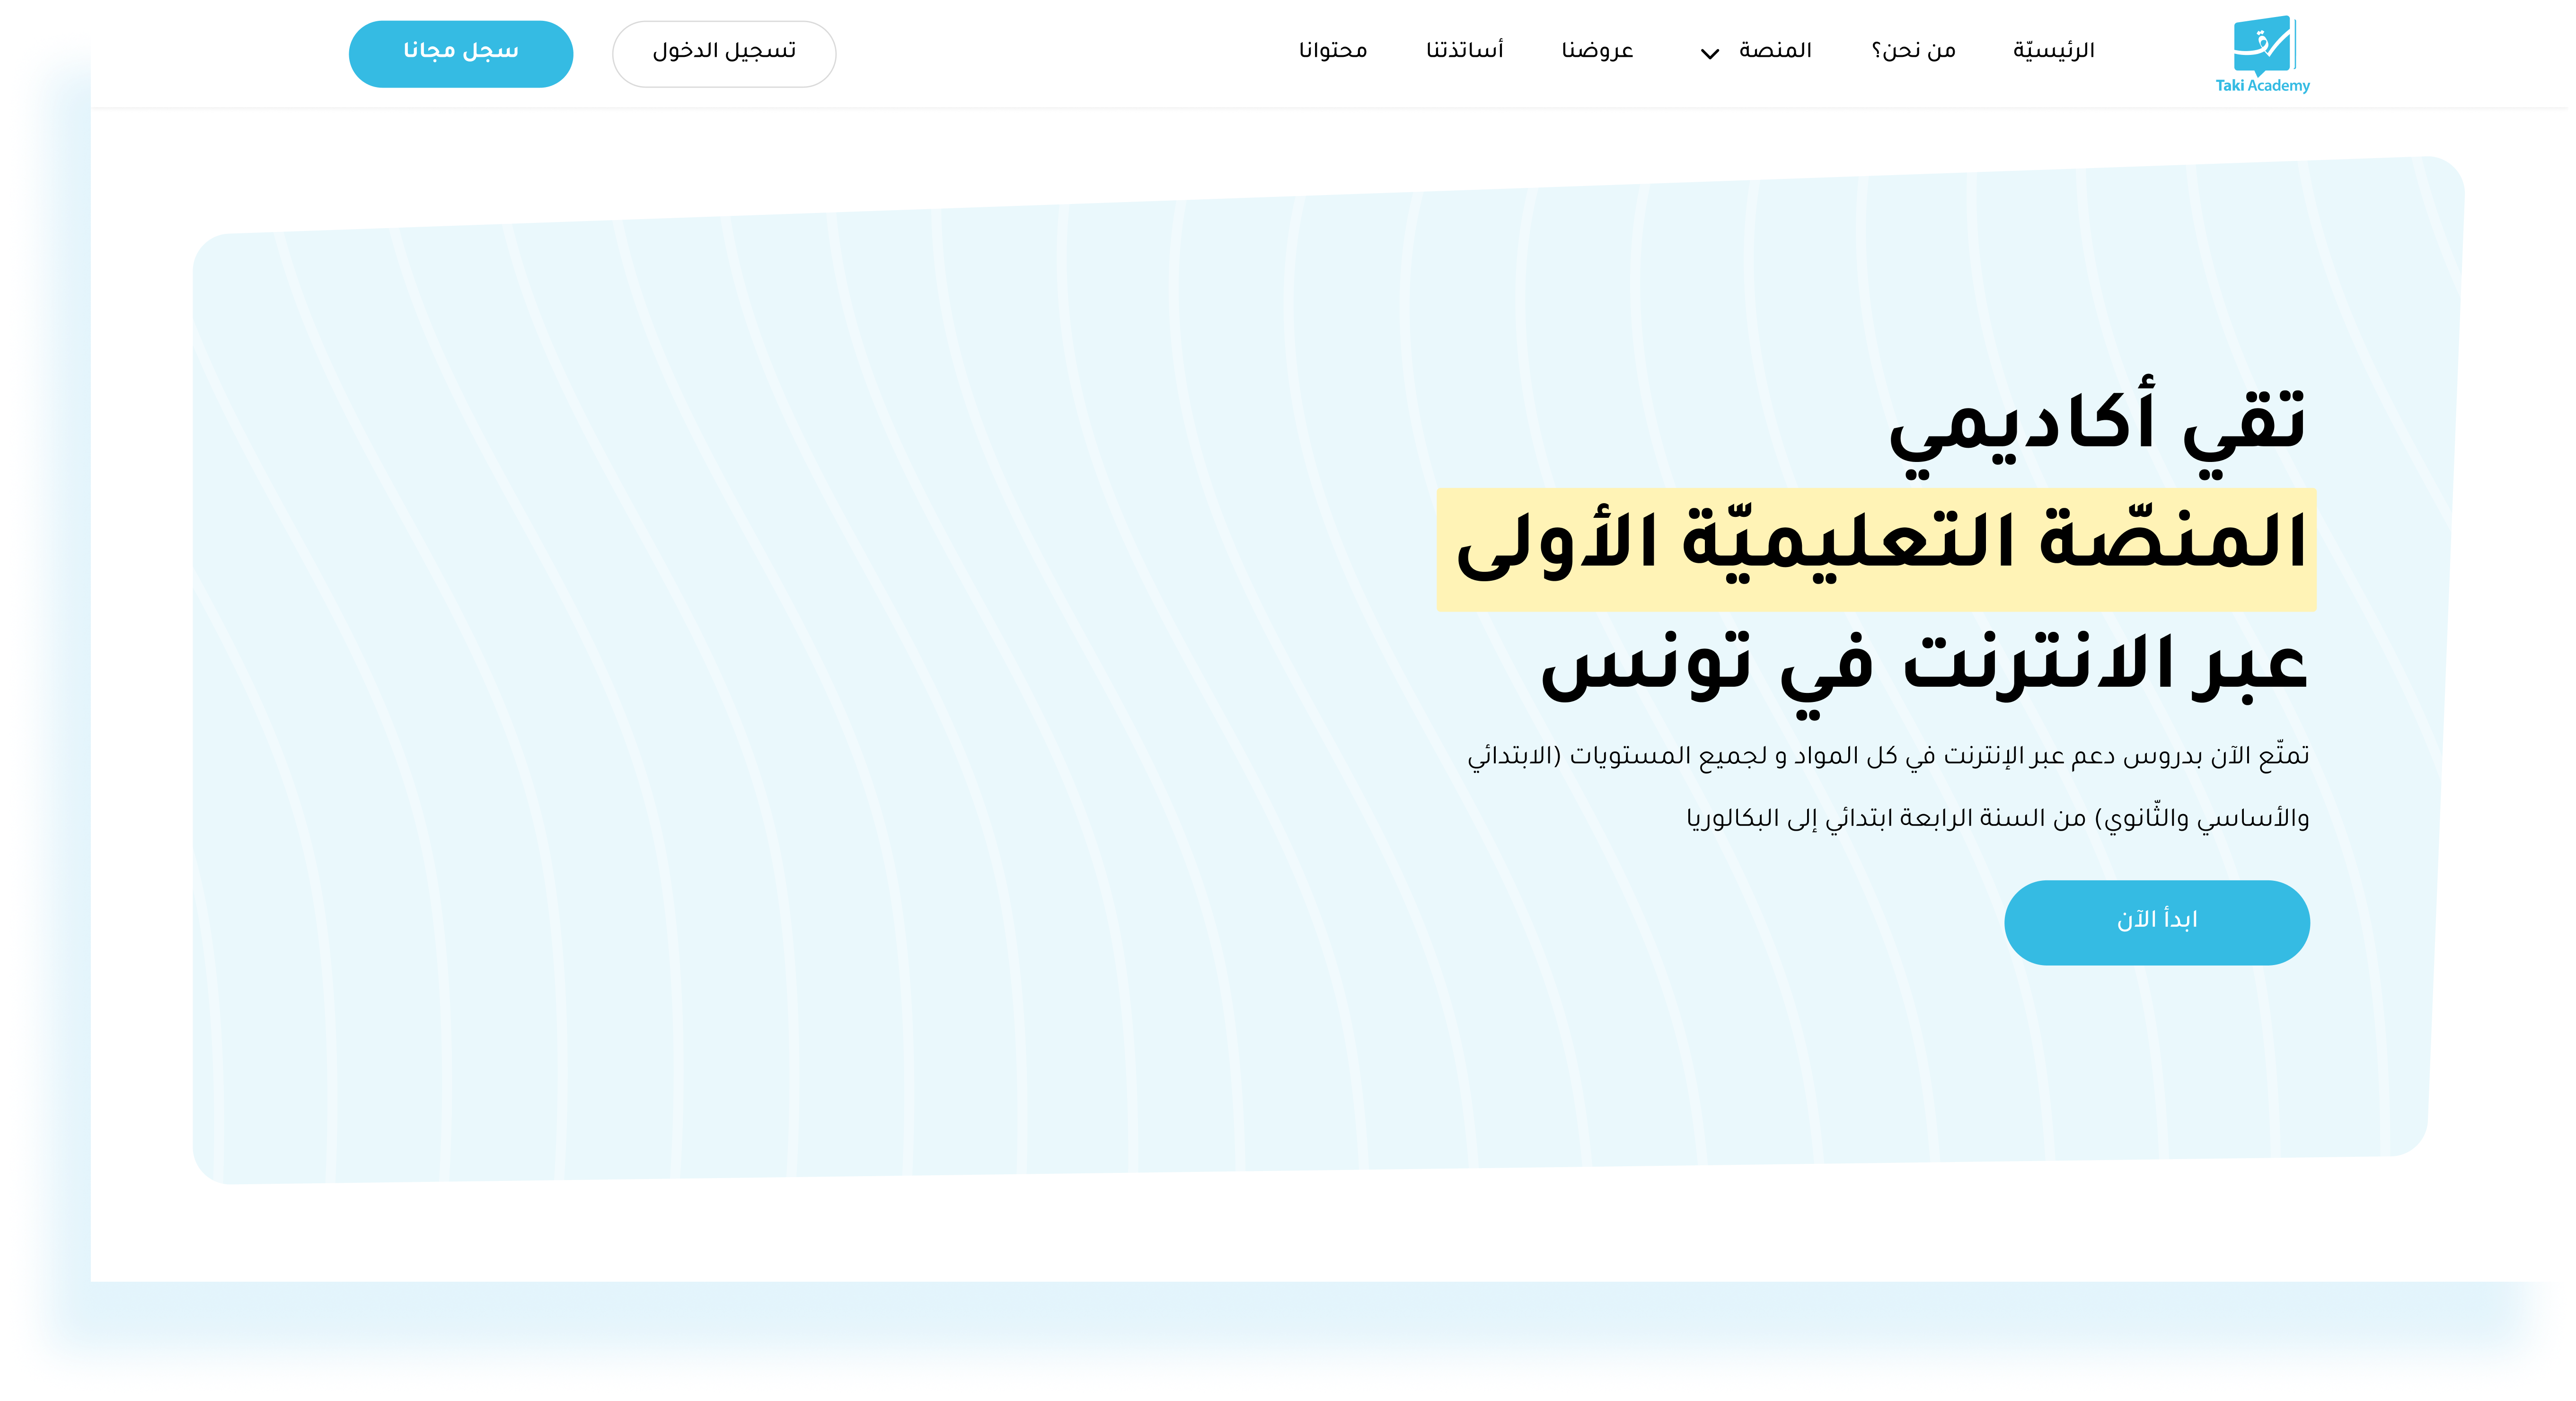 تقي
Taki Academy
الرئيسيّة
من نحن؟
المنصة
عروضنا
أساتذتنا
محتوانا
تسجيل الدخول
سجل مجانا
تقي أكاديمي
المنصّة التعليميّة الأولى
عبر الانترنت في تونس
تمتّع الآن بدروس دعم عبر الإنترنت في كل المواد و لجميع المستويات (الابتدائي
والأساسي والثّانوي) من السنة الرابعة ابتدائي إلى البكالوريا
ابدأ الآن